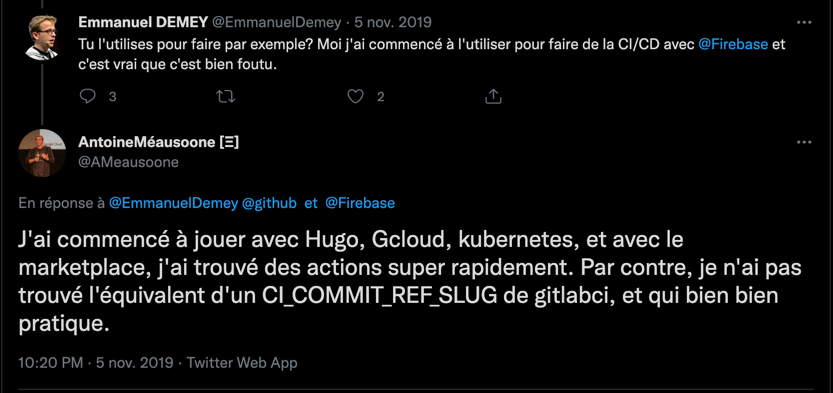 Emmanuel DEMEY @EmmanuelDemey · 5 nov. 2019
Tu l'utilises pour faire par exemple? Moi j'ai commencé à l'utiliser pour faire de la CI/CD avec @Firebase et
c'est vrai que c'est bien foutu.
3 2
AntoineMéausoone [Ξ]
@AMeausoone
En réponse à @EmmanuelDemey @github et @Firebase
J'ai commencé à jouer avec Hugo, Gcloud, kubernetes, et avec le
marketplace, j'ai trouvé des actions super rapidement. Par contre, je n'ai pas
trouvé l'équivalent d'un CI_COMMIT_REF_SLUG de gitlabci, et qui bien bien
pratique.
10:20 PM · 5 nov. 2019 · Twitter Web App